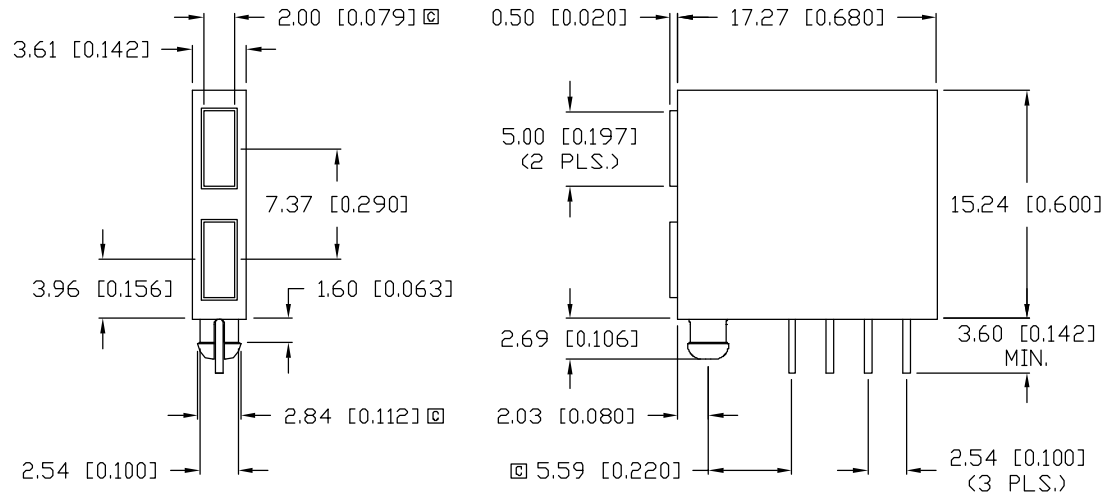 2.00 [0.079] C
0.50 [0.020]
17.27 [0.680]
3.61 [0.142]
5.00 [0.197]
(2 PLS.)
7.37 [0.290]
15.24 [0.600]
3.96 [0.156]
1.60 [0.063]
2.69 [0.106]
3.60 [0.142]
MIN.
2.84 [0.112] C
2.03 [0.080]
2.54 [0.100]
C 5.59 [0.220]
2.54 [0.100]
(3 PLS.)